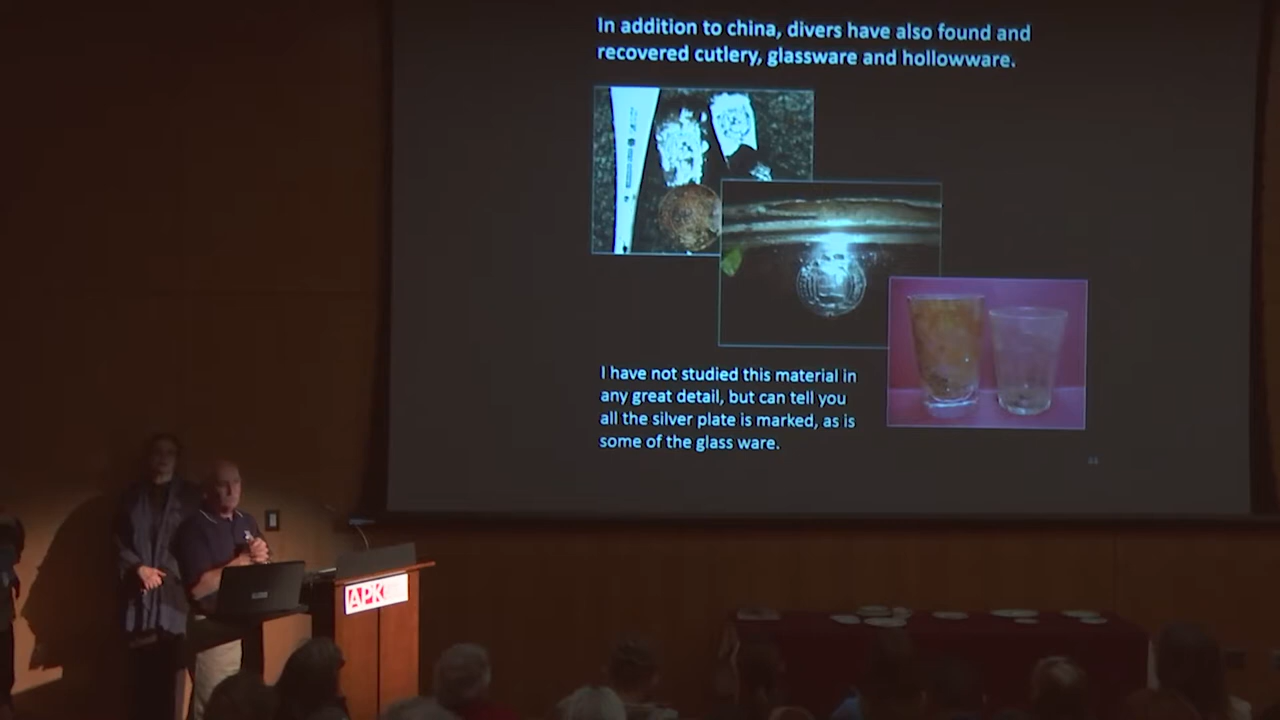 In addition to china, divers have also found and
recovered cutlery, glassware and hollowware.
I have not studied this material in
any great detail, but can tell you
all the silver plate is marked, as is
some of the glass ware.
APK